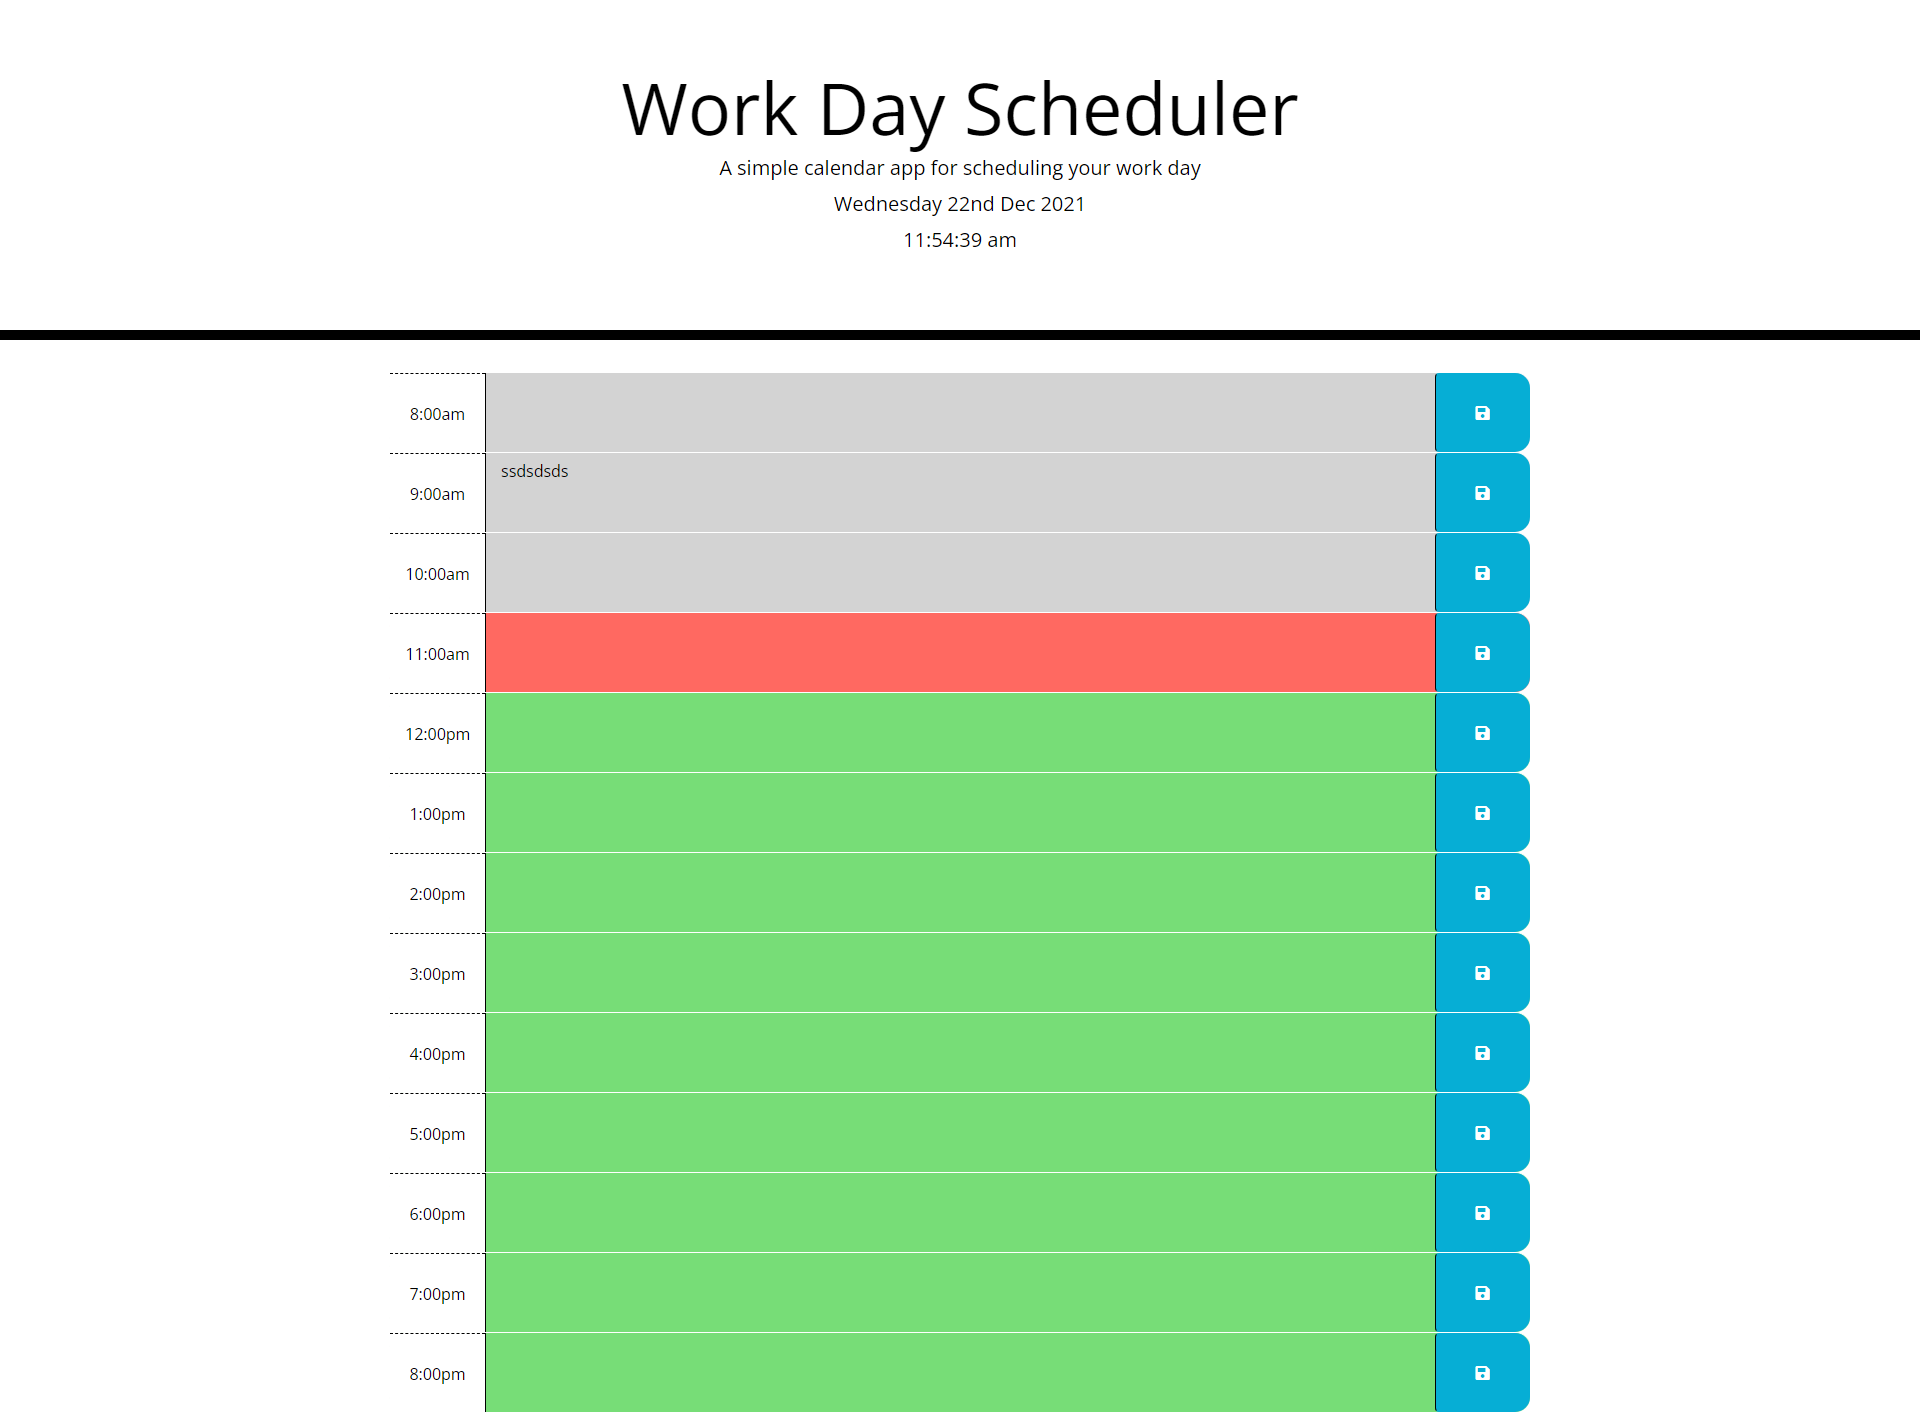 Work Day Scheduler
A simple calendar app for scheduling your work day
Wednesday 22nd Dec 2021
11:54:39 am
8:00am
9:00am ssdsdsds
10:00am
11:00am
12:00pm
1:00pm
2:00pm
3:00pm
4:00pm
5:00pm
6:00pm
7:00pm
8:00pm